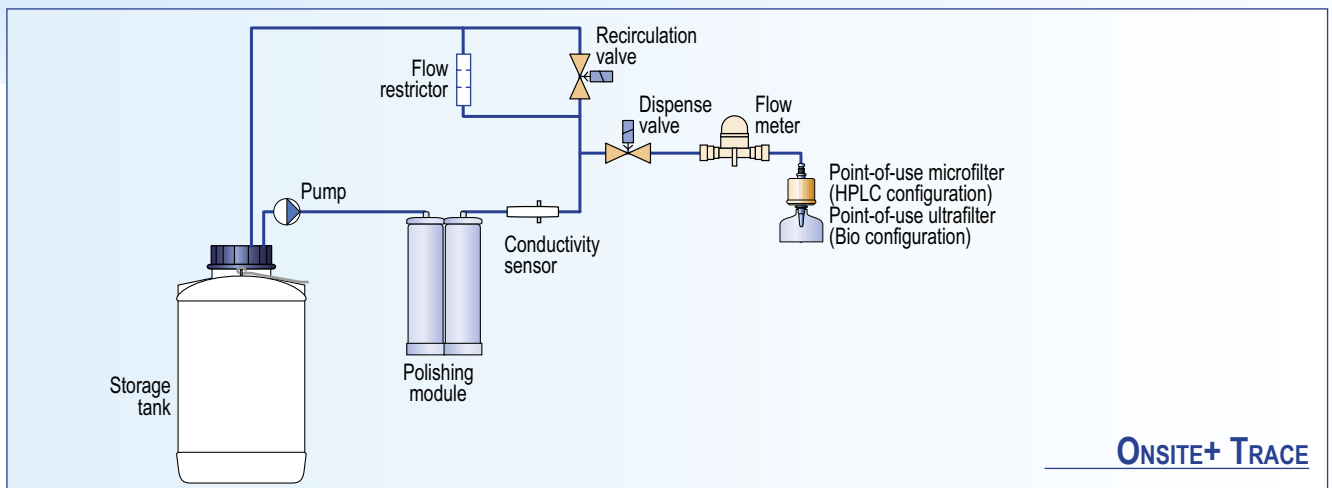 Recirculation
valve
Flow
restrictor
Dispense
valve
Flow
meter
Point-of-use microfilter
(HPLC configuration)
Point-of-use ultrafilter
(Bio configuration)
Pump
Conductivity
sensor
Polishing
module
Storage
tank
ONSITE+ TRACE